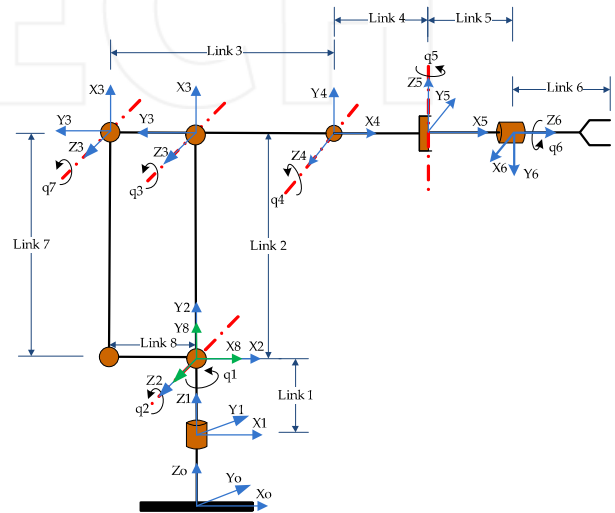 Link 4
Link 5
Link 3
q5
Link 6
X3
X3
Z5
Y4
Y5
Y3
Y3
X4
X5
Z6
Z3
Z3
Z4
q6
q7
q3
q4
X6
Y6
Link 7
Link 2
Y2
Y8
Link 8
X8
X2
Z2
q1
q2
Z1
Link 1
Y1
X1
Zo
Yo
Xo